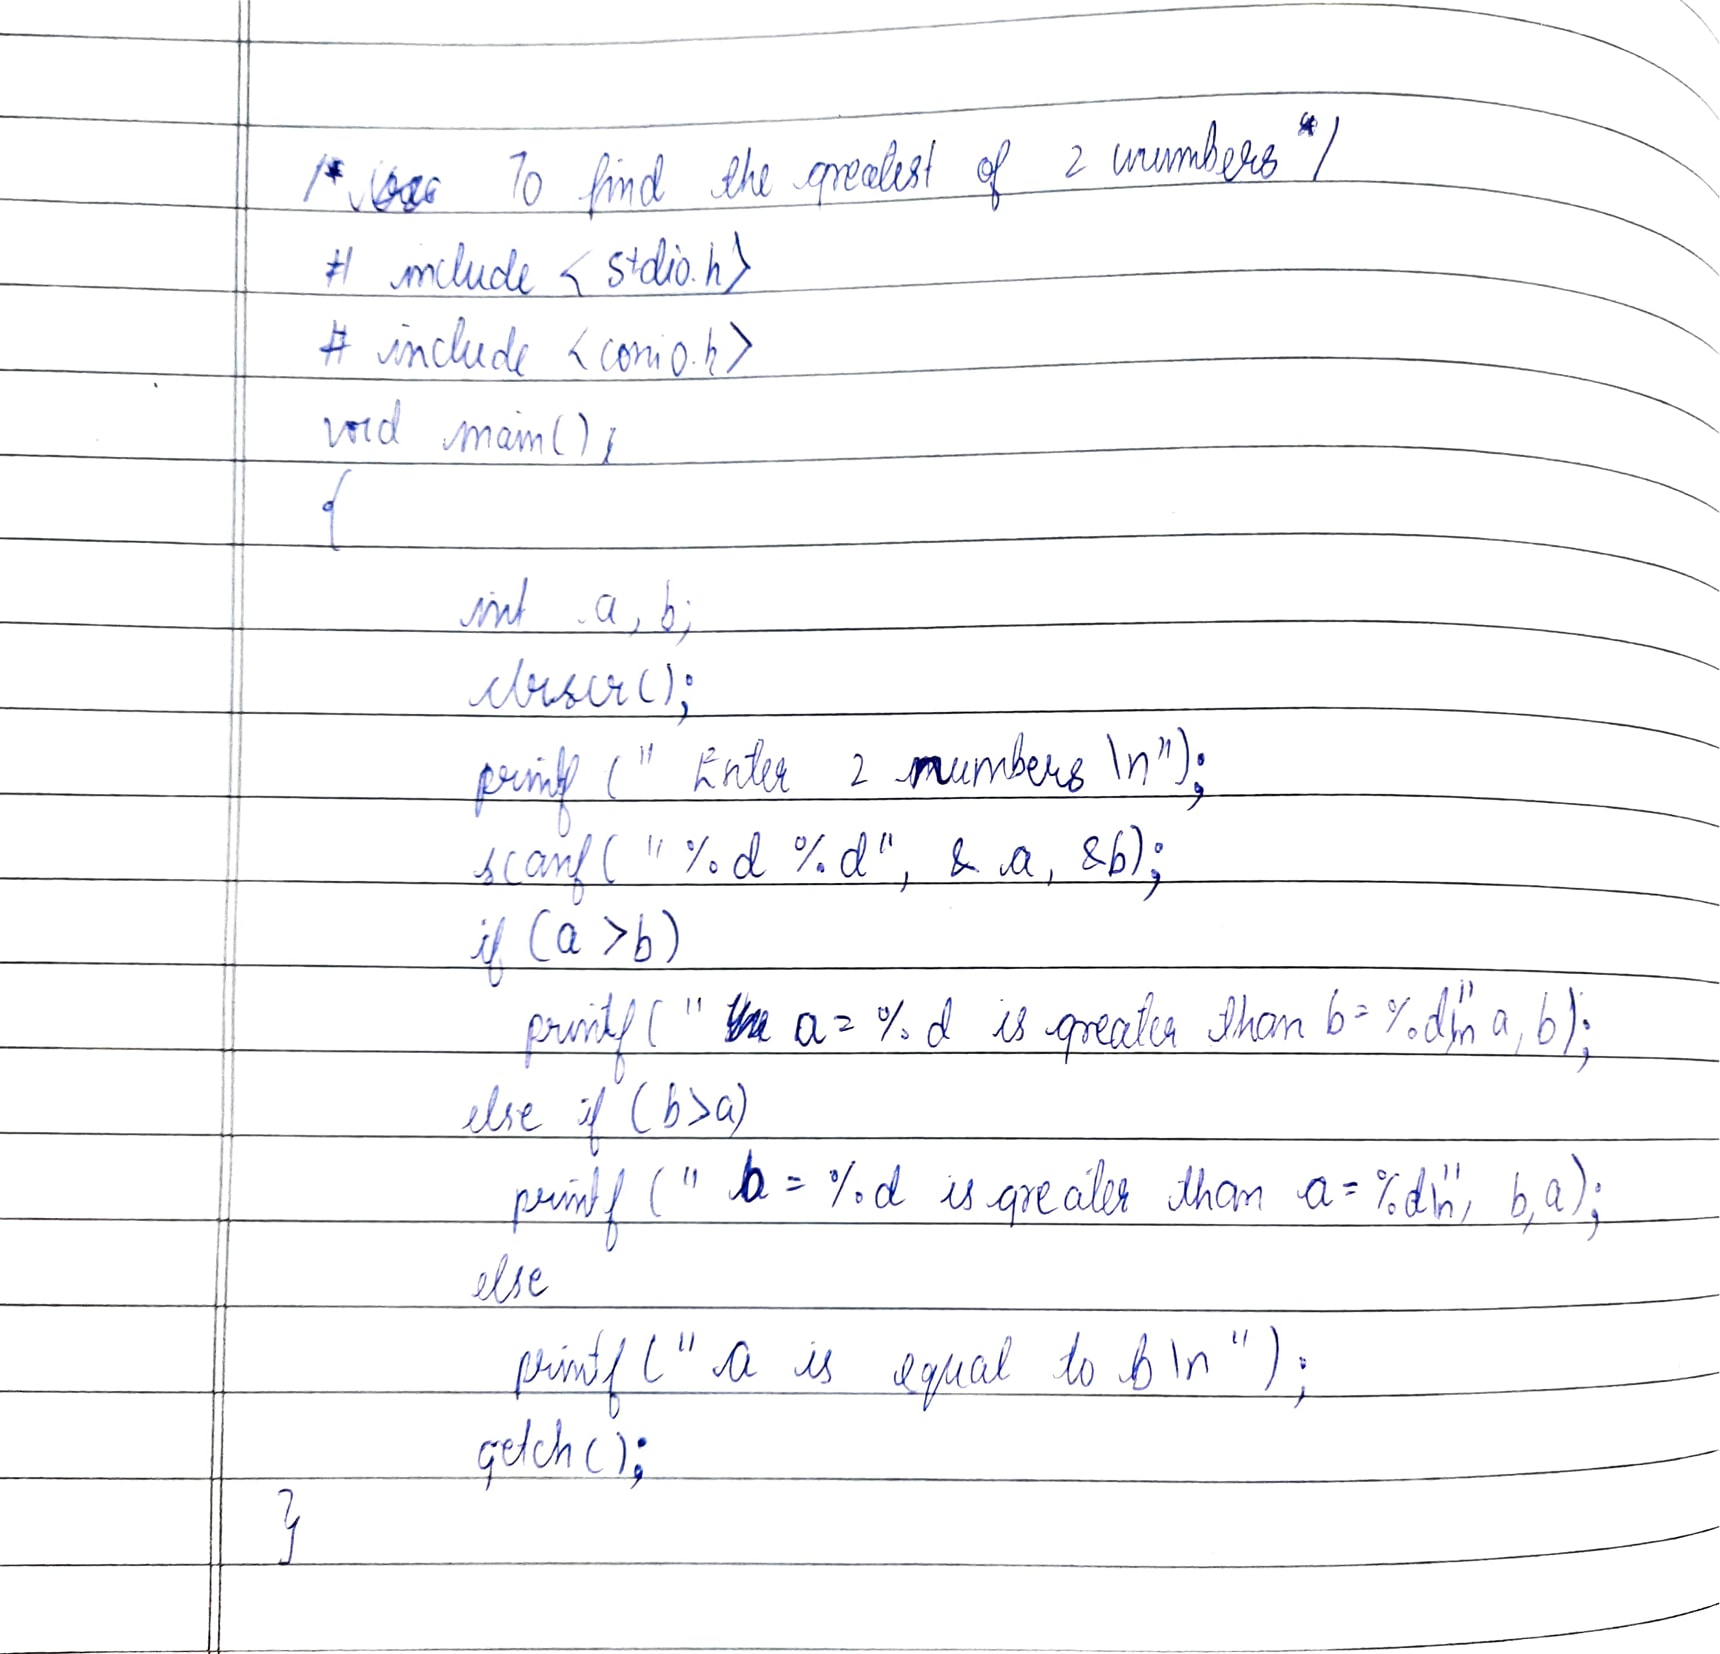 /* To find the greatest of 2 numbers */
# include < stdio.h>
# include <conio.h>
void main();
{
int a, b;
clrscr();
printf (" Enter 2 numbers \n");
scanf( "%d %d", & a, &b);
if (a >b)
printf( " a = %d is greater than b = %d\n" a, b);
else if (b>a)
printf (" b = %d is greater than a = %d\n", b,a);
else
printf (" a is equal to b \n ");
getch();
}